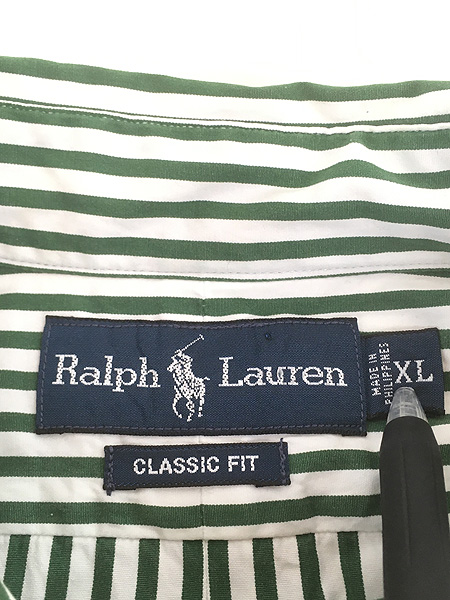 Ralph Lauren
MADE IN
PHILIPPINES
XL
CLASSIC FIT